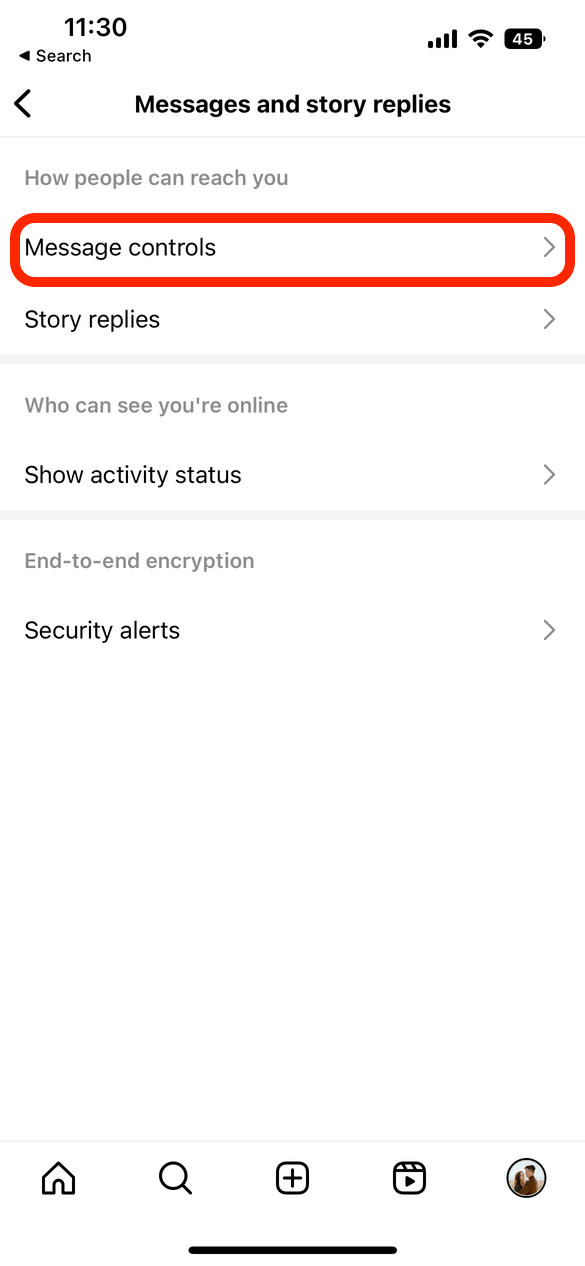 11:30
45
◀ Search
Messages and story replies
How people can reach you
Message controls
Story replies
Who can see you're online
Show activity status
End-to-end encryption
Security alerts